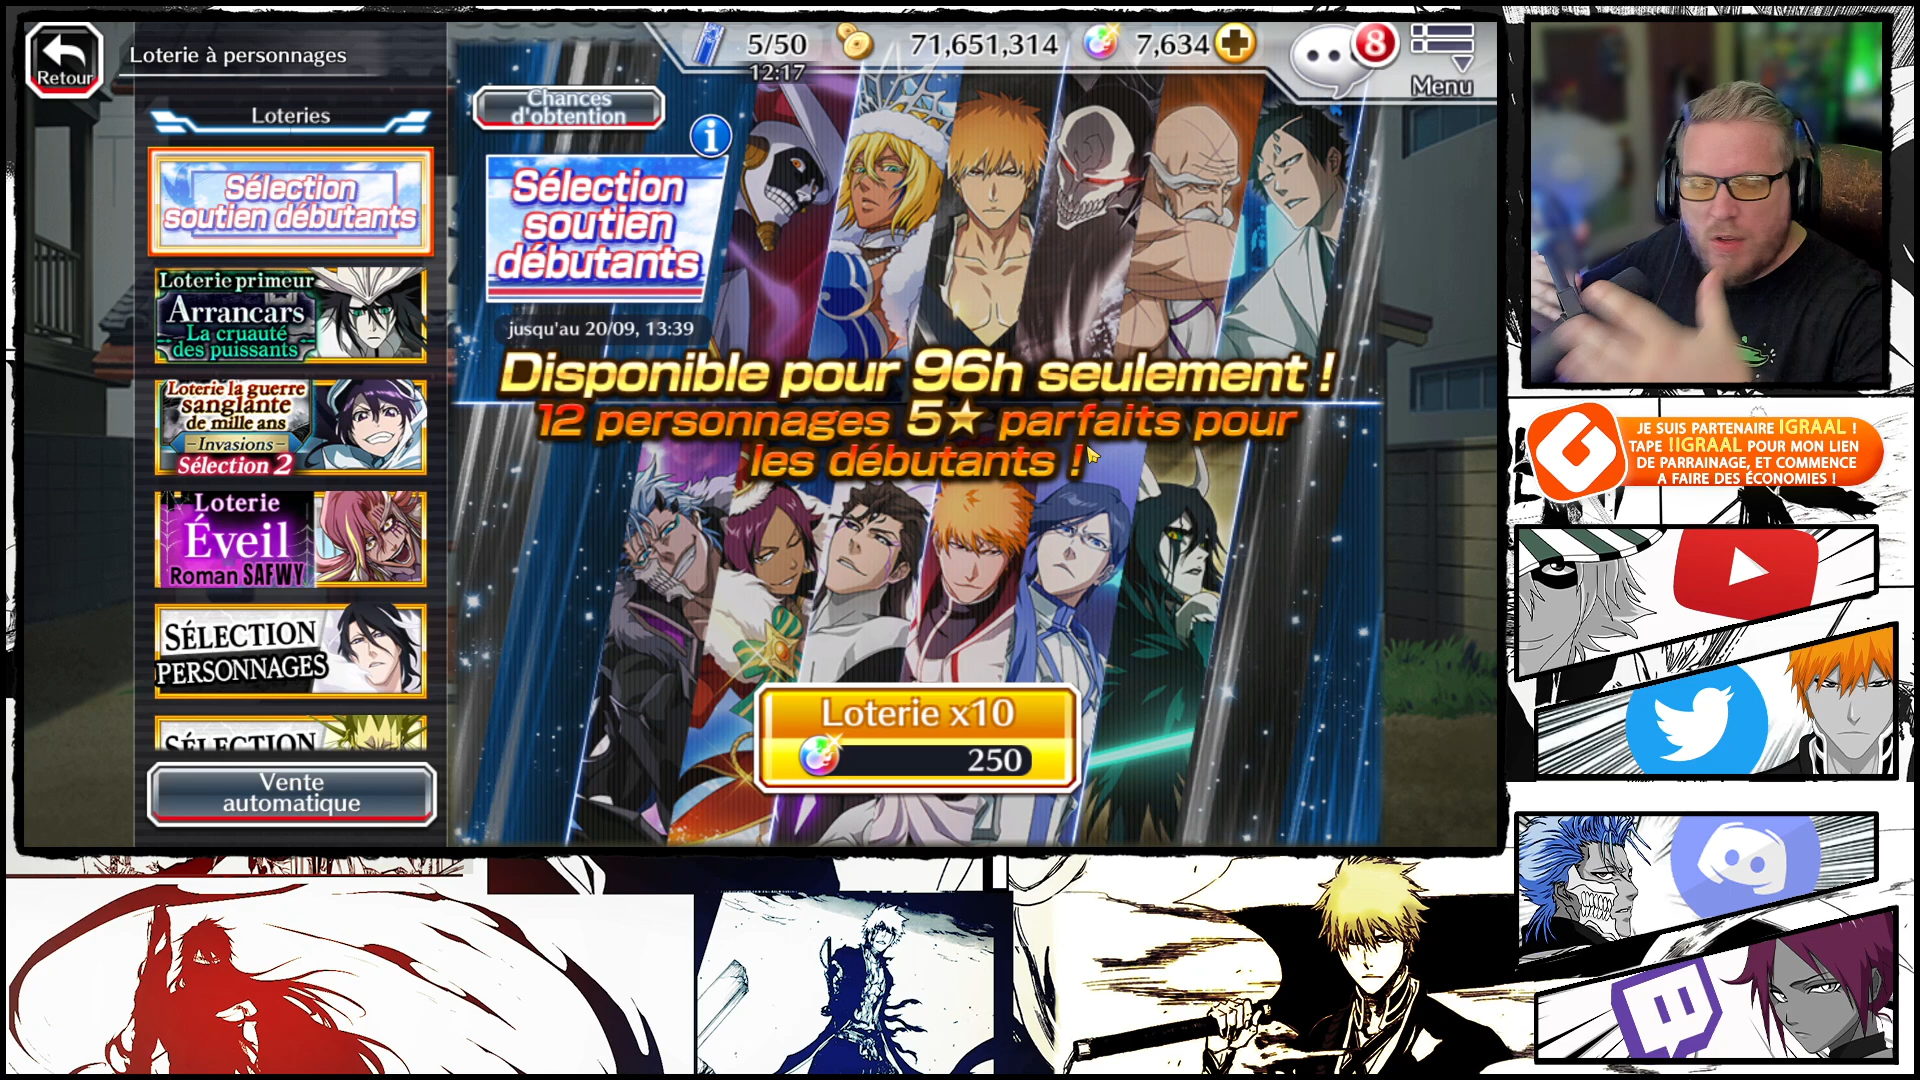 Retour
Loterie à personnages
5/50
12:17
71,651,314
7,634
8
Menu
Loteries
Sélection
soutien débutants
Loterie primeur
Arrancars
La cruauté
des puissants
Loterie la guerre
sanglante
de mille ans
-Invasions-
Sélection 2
Loterie
Éveil
Roman SAFWY
SÉLECTION
PERSONNAGES
SÉLECTION
Vente
automatique
Chances
d'obtention
i
Sélection
soutien
débutants
jusqu'au 20/09, 13:39
Disponible pour 96h seulement !
12 personnages 5★ parfaits pour
les débutants !
Loterie x10
250
JE SUIS PARTENAIRE IGRAAL !
TAPE !IGRAAL POUR MON LIEN
DE PARRAINAGE, ET COMMENCE
A FAIRE DES ÉCONOMIES !